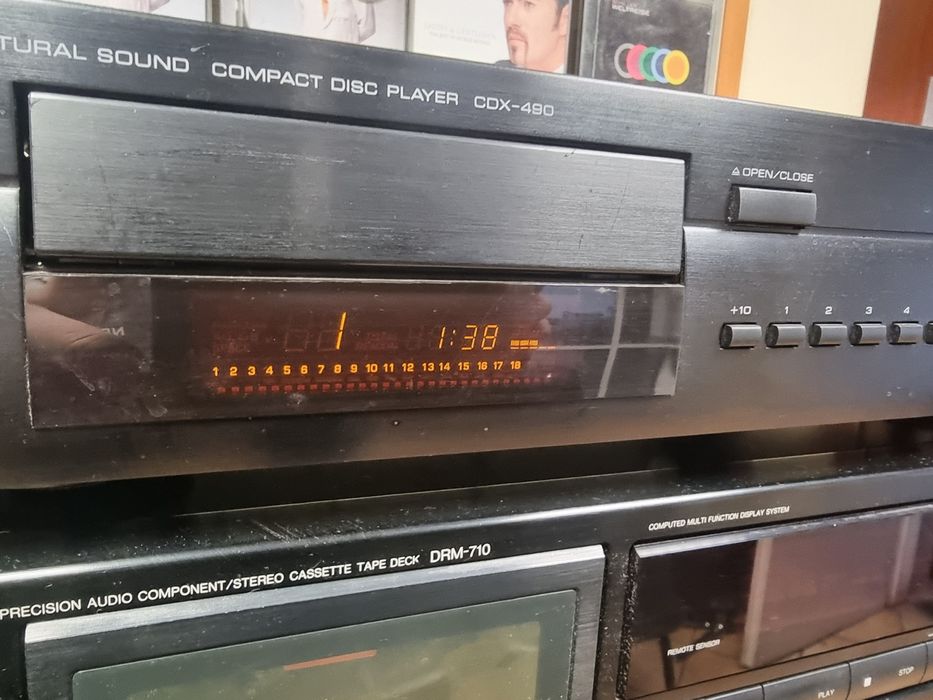 TURAL SOUND COMPACT DISC PLAYER CDX-490
OPEN/CLOSE
+10 1 2 3 4
1 1:38
1 2 3 4 5 6 7 8 9 10 11 12 13 14 15 16 17 18
COMPUTED MULTI FUNCTION DISPLAY SYSTEM
PRECISION AUDIO COMPONENT/STEREO CASSETTE TAPE DECK DRM-710
REMOTE SENSOR
PLAY STOP